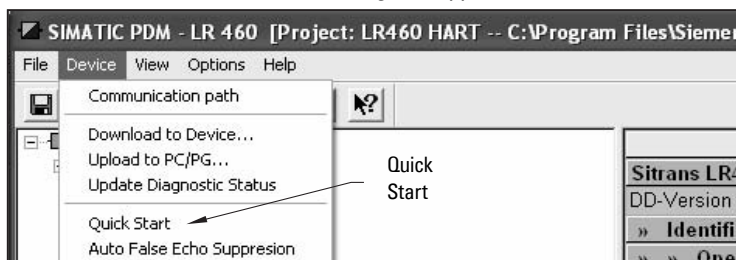 SIMATIC PDM - LR 460 [Project: LR460 HART -- C:\Program Files\Siemen
File Device View Options Help
Communication path
Download to Device...
Upload to PC/PG...
Update Diagnostic Status
Quick Start
Auto False Echo Suppresion
Quick
Start
Sitrans LR4
DD-Version
» Identifi
» » Ope